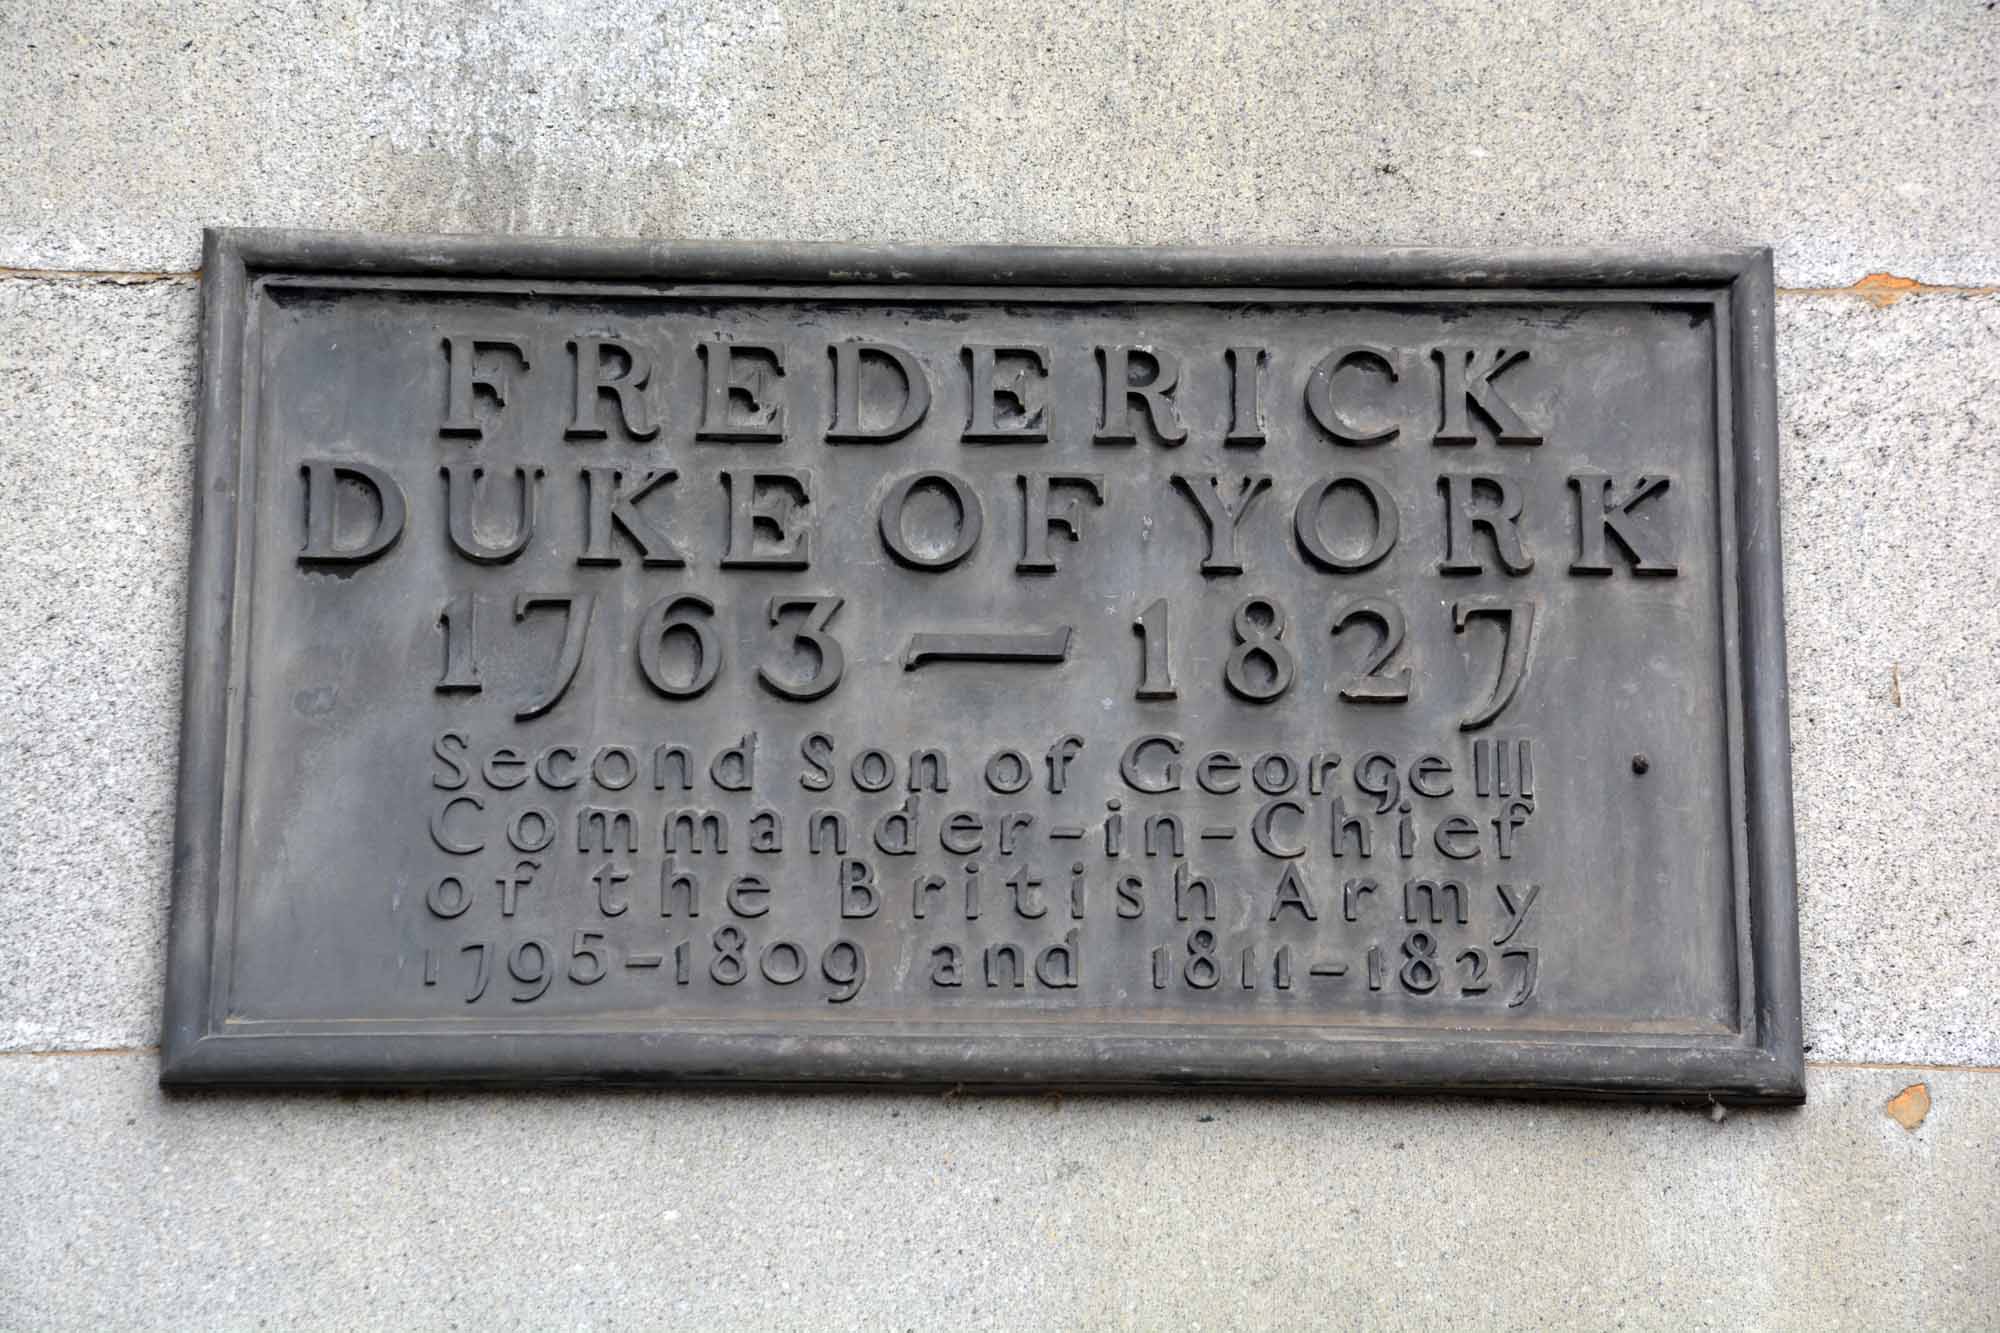 FREDERICK
DUKE OF YORK
1763 — 1827
Second Son of George III
Commander-in-Chief
of the British Army
1795-1809 and 1811-1827